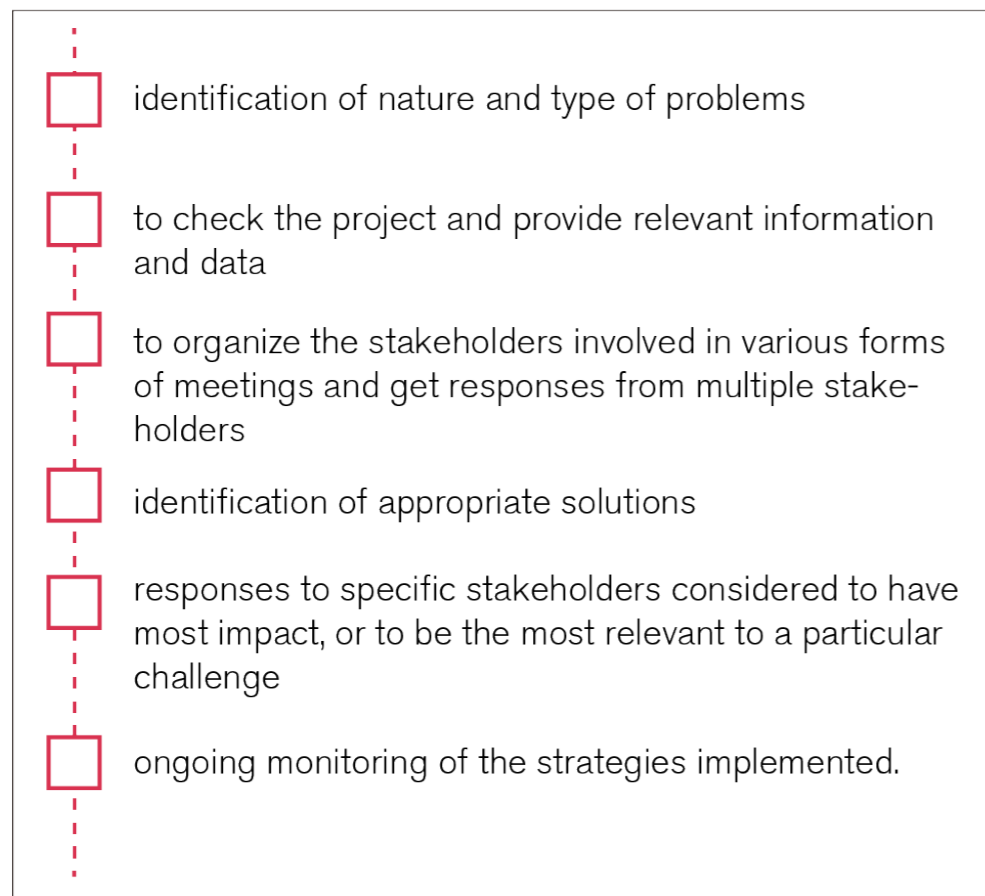 identification of nature and type of problems
to check the project and provide relevant information
and data
to organize the stakeholders involved in various forms
of meetings and get responses from multiple stake-
holders
identification of appropriate solutions
responses to specific stakeholders considered to have
most impact, or to be the most relevant to a particular
challenge
ongoing monitoring of the strategies implemented.